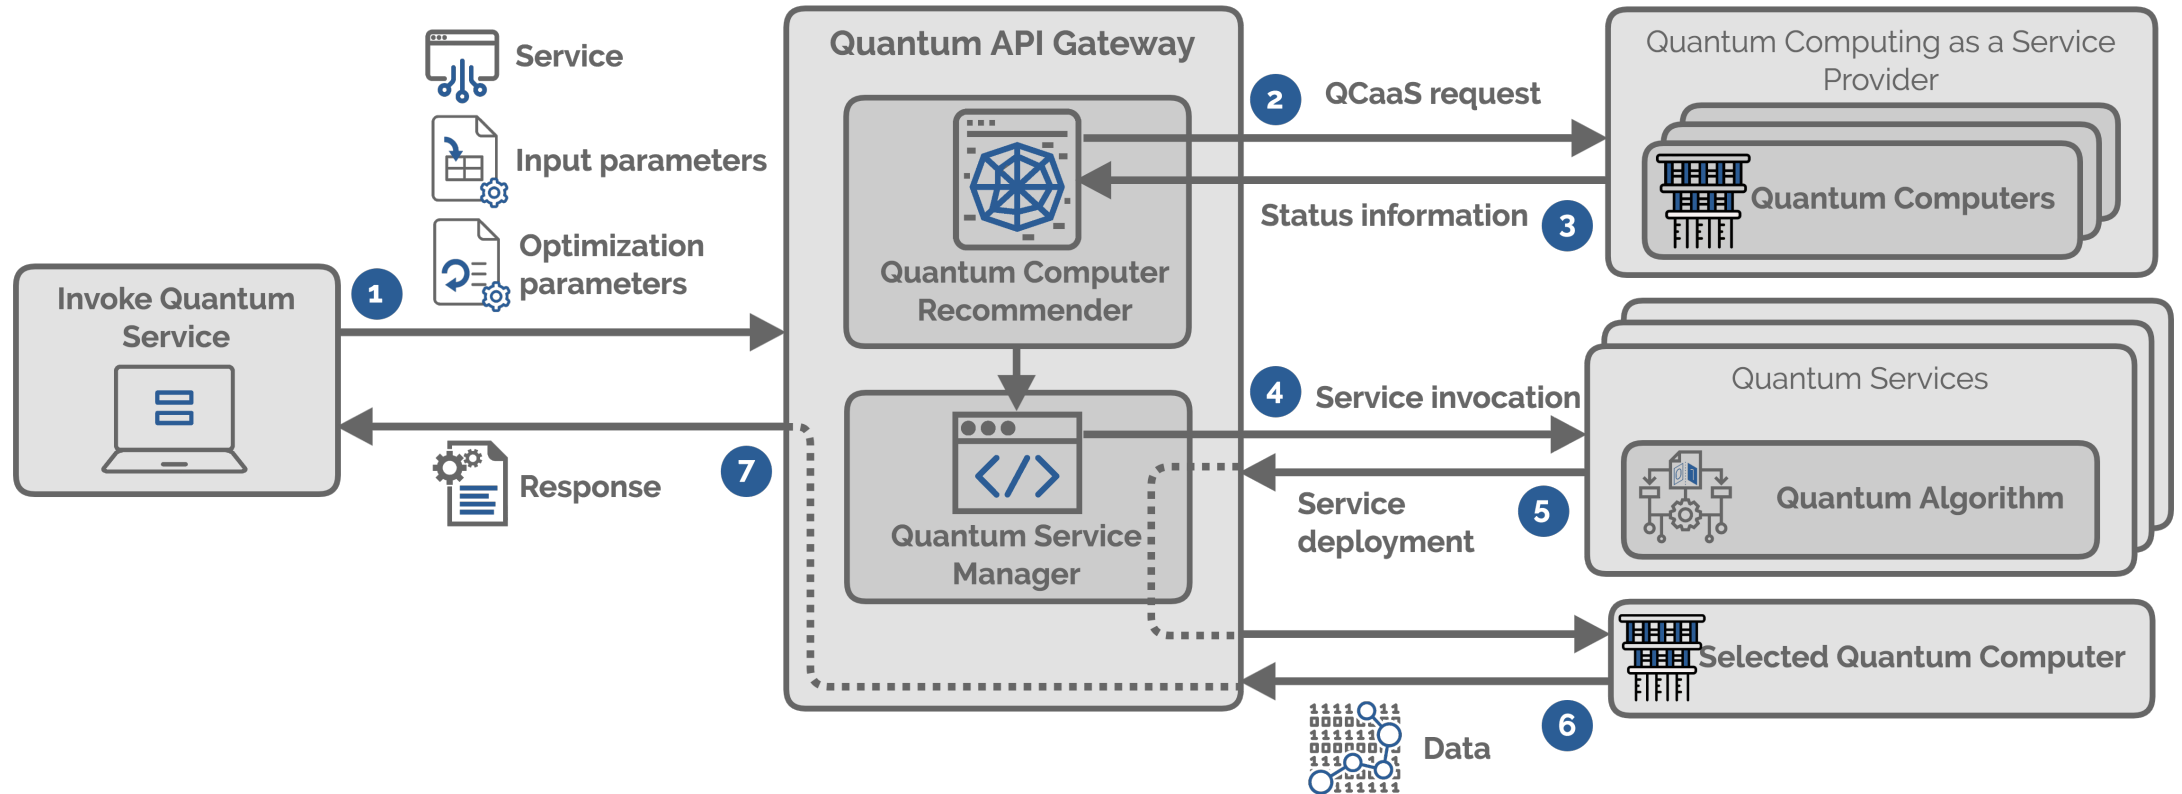 Service
Input parameters
Optimization
parameters
Invoke Quantum
Service
1
Response
7
Quantum API Gateway
Quantum Computer
Recommender
</>
Quantum Service
Manager
2
QCaaS request
Status information
3
4
Service invocation
Service
deployment
5
6
Data
Quantum Computing as a Service
Provider
Quantum Computers
Quantum Services
Quantum Algorithm
Selected Quantum Computer